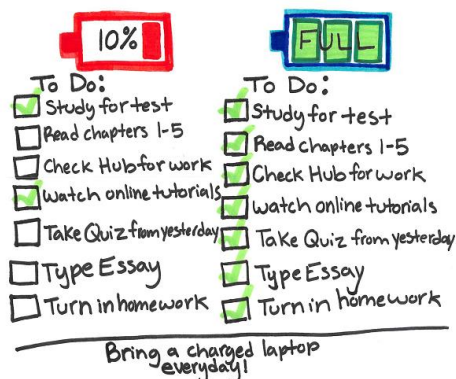 10%
To Do:
Study for test
Read chapters 1-5
Check Hub for work
Watch online tutorials
Take Quiz from yesterday
Type Essay
Turn in homework
FULL
To Do:
Study for test
Read chapters 1-5
Check Hub for work
watch online tutorials
Take Quiz from yesterday
Type Essay
Turn in homework
Bring a charged laptop
everyday!